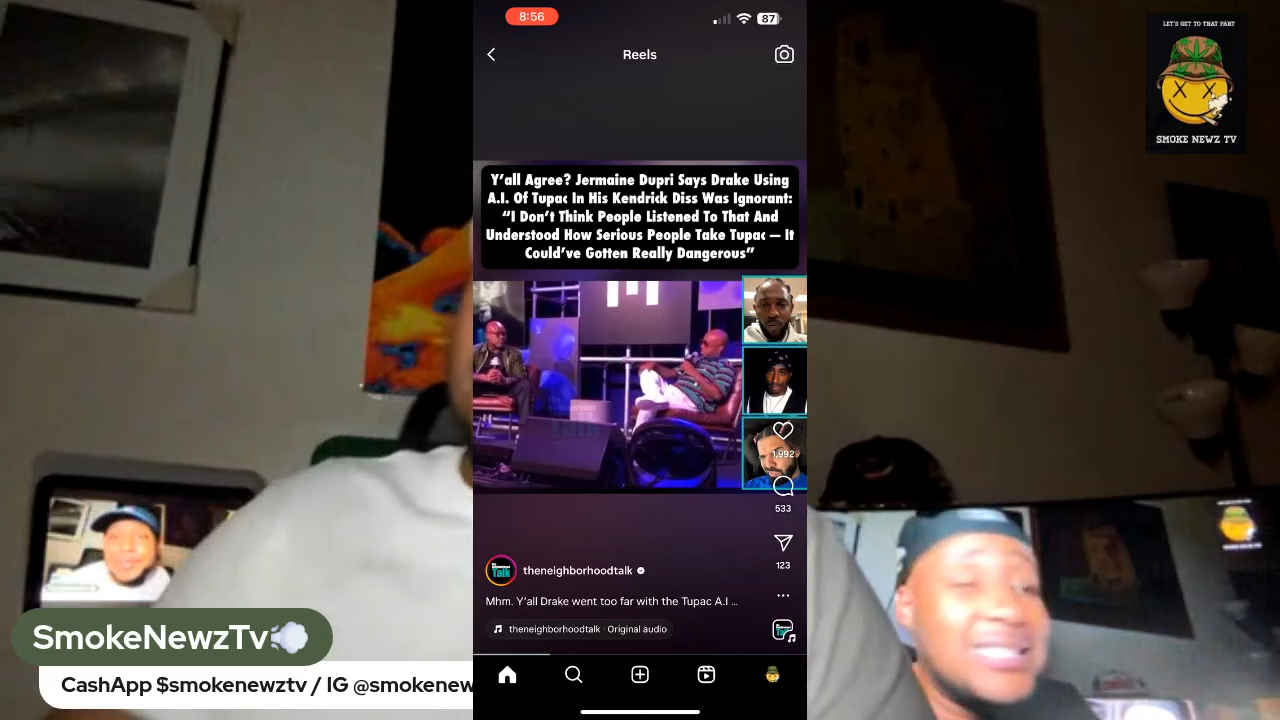 8:56
87
Reels
LET'S GET TO THAT PART
SMOKE NEWZ TV
Y'all Agree? Jermaine Dupri Says Drake Using
A.I. Of Tupac In His Kendrick Diss Was Ignorant:
“I Don't Think People Listened To That And
Understood How Serious People Take Tupac — It
Could've Gotten Really Dangerous”
1,992
533
123
Talk
theneighborhoodtalk
Mhm. Y'all Drake went too far with the Tupac A.I ...
theneighborhoodtalk · Original audio
SmokeNewzTv💨
CashApp $smokenewztv / IG @smokenew